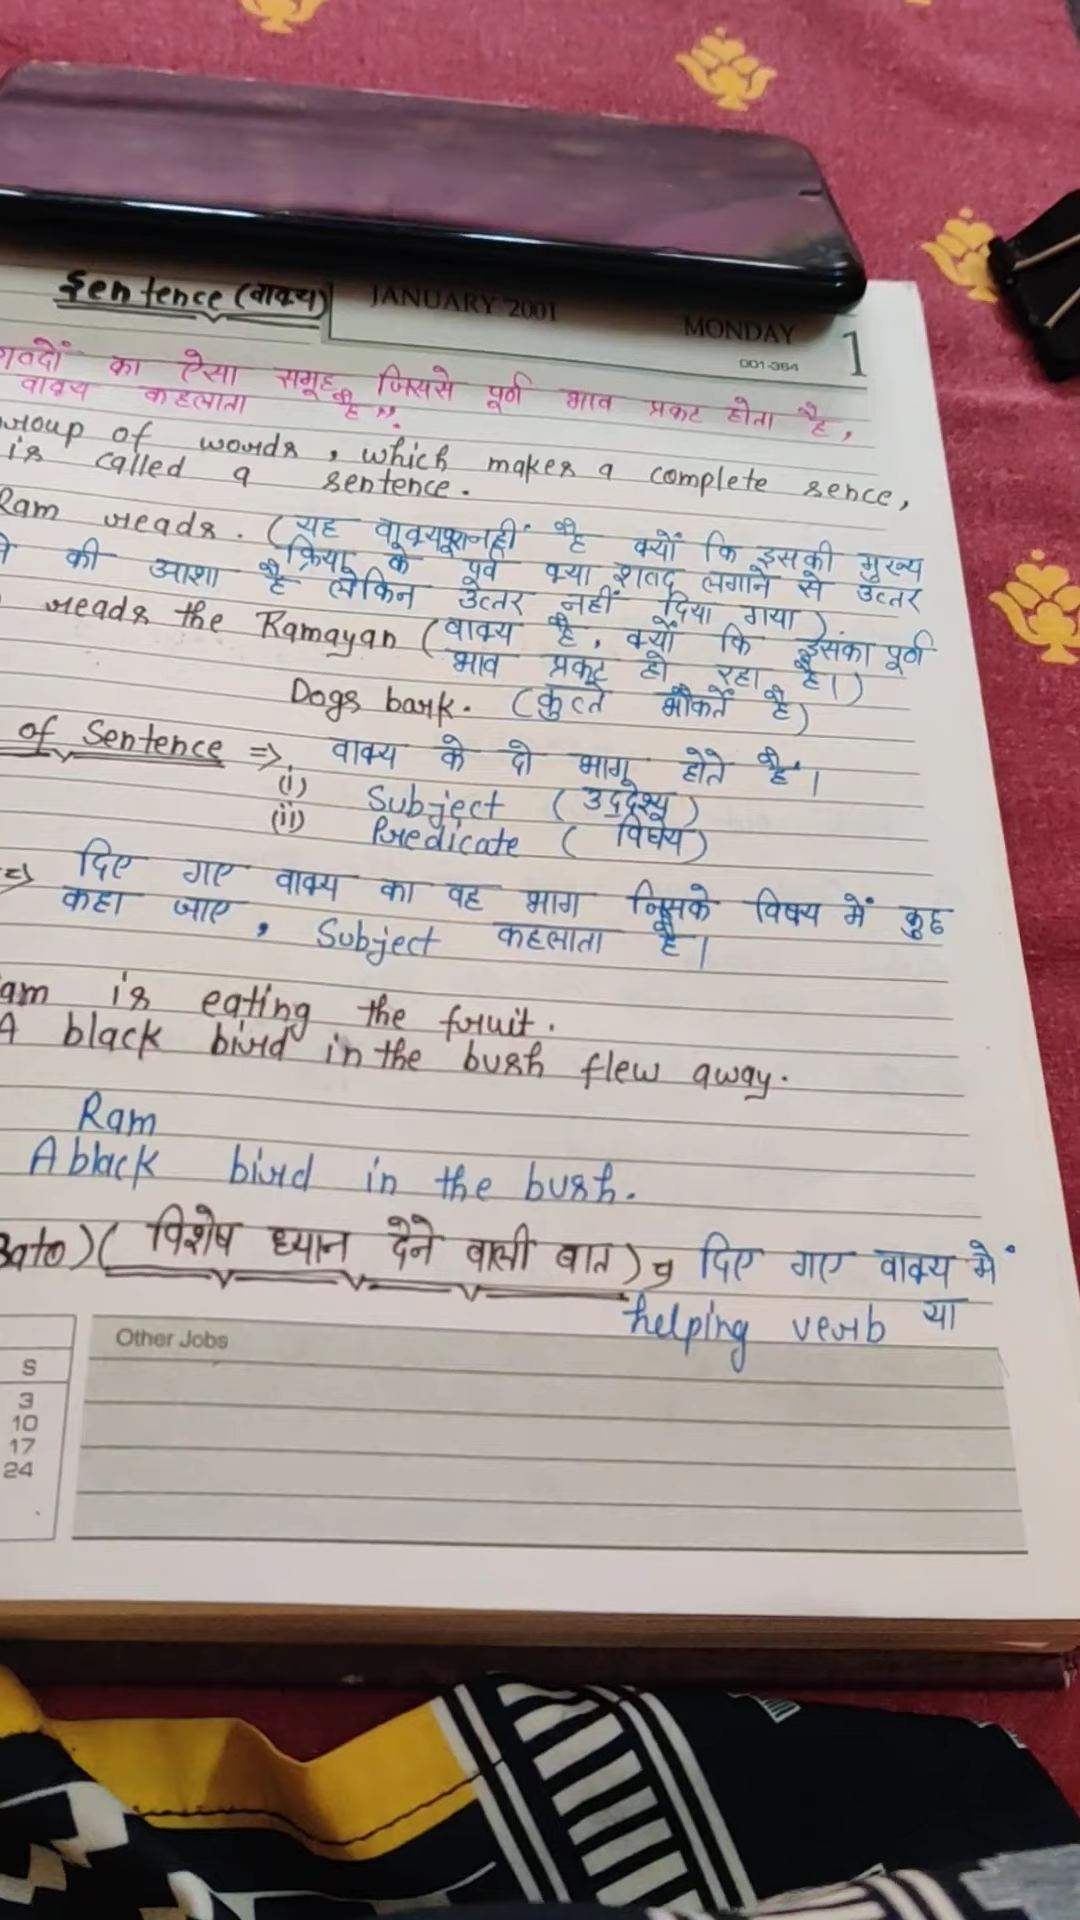 Sentence (वाक्य)
JANUARY 2001
MONDAY
1
001-364
का ऐसा समूह जिससे पूर्ण भाव प्रकट होता है,
वाक्य कहलाता है”.
of words, which makes a complete sence,
is called a sentence.
Ram reads. (यह नहीं है क्यों कि इसकी मुख्य
क्रिया के पूर्व क्या शब्द लगाने से उत्तर
की आशा है लेकिन उत्तर नहीं दिया गया)
reads the Ramayan (वाक्य है, क्यों कि इसका पूर्ण
भाव प्रकट हो रहा है।)
Dogs bark. (कुत्ते भौंकते है)
of Sentence => वाक्य के दो भाग होते हैं।
(i) Subject (उद्देश्य)
(ii) Predicate (विधेय)
=> दिए गए वाक्य का वह भाग जिसके विषय में कुछ
कहा जाए, Subject कहलाता है।
am is eating the fruit.
A black bird in the bush flew away.
Ram
A black bird in the bush.
Bato) (विशेष ध्यान देने वाली बात) दिए गए वाक्य में
helping verb या
Other Jobs
S
3
10
17
24